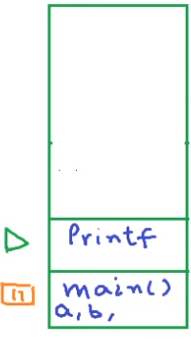 Printf
main()
a,b,